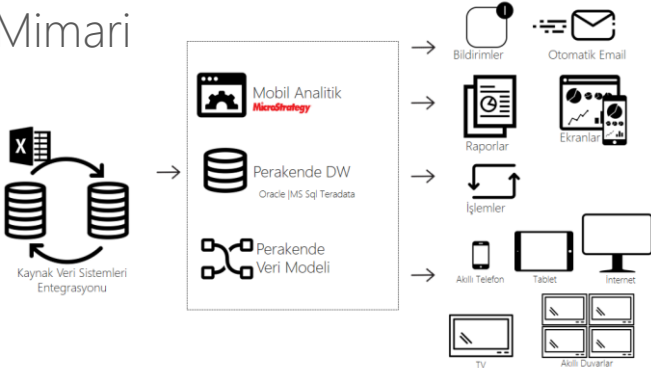 Mimari
X
Kaynak Veri Sistemleri
Entegrasyonu
Mobil Analitik
MicroStrategy
Perakende DW
Oracle |MS Sql Teradata
Perakende
Veri Modeli
Bildirimler
Otomatik Email
Raporlar
Ekranlar
İşlemler
Akıllı Telefon
Tablet
İnternet
TV
Akıllı Duvarlar